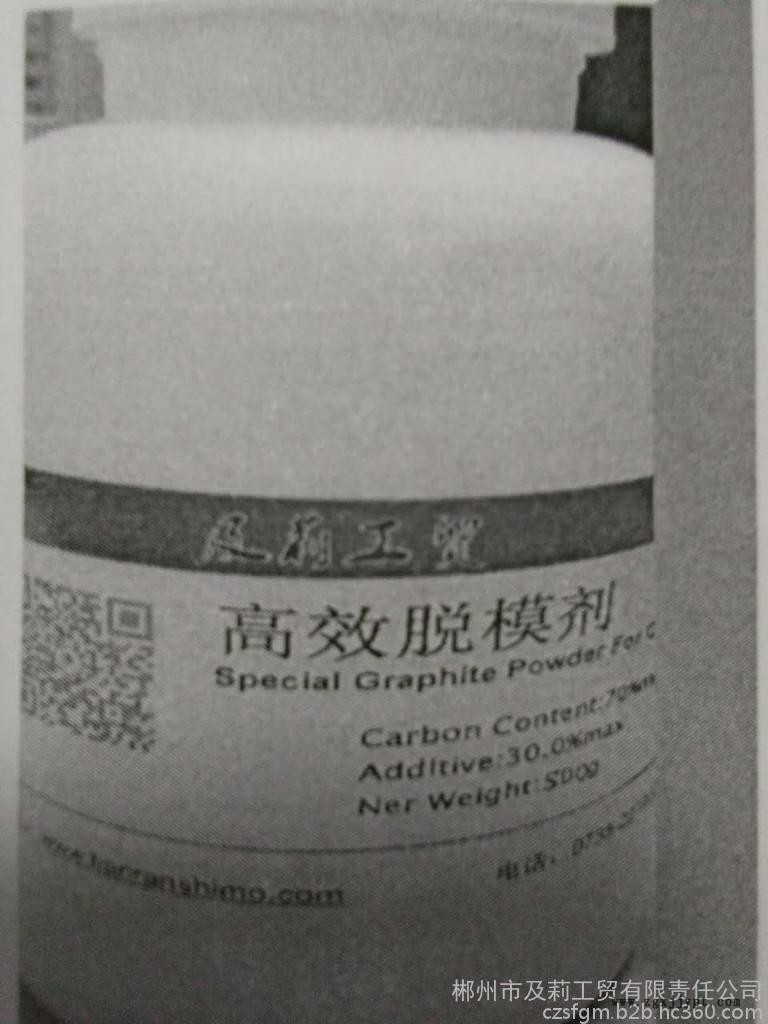 及莉工贸
高效脱模剂
Special Graphite Powder For C
Carbon Content:70%m
Additive:30.0%max
Ner Weight:500g
电话:
郴州市及莉工贸有限责任公司
czsfgm.b2b.hc360.com